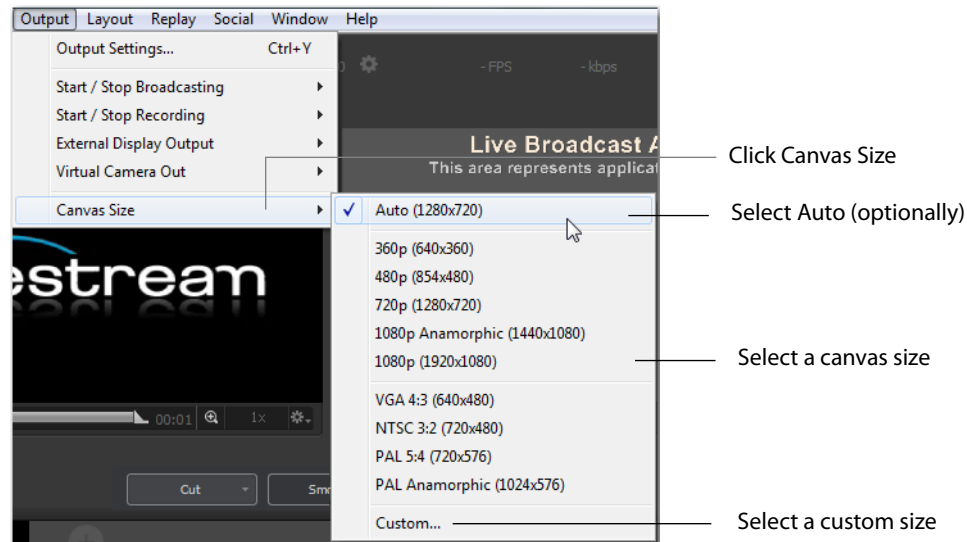 Output Layout Replay Social Window Help
Output Settings... Ctrl+Y
- FPS - kbps
Start / Stop Broadcasting
Start / Stop Recording
External Display Output
Live Broadcast A
Click Canvas Size
Virtual Camera Out
This area represents applicat
Canvas Size
Auto (1280x720)
Select Auto (optionally)
360p (640x360)
estream
480p (854x480)
720p (1280x720)
1080p Anamorphic (1440x1080)
1080p (1920x1080)
Select a canvas size
VGA 4:3 (640x480)
00:01 1x
NTSC 3:2 (720x480)
PAL 5:4 (720x576)
PAL Anamorphic (1024x576)
Cut Smo
Custom...
Select a custom size